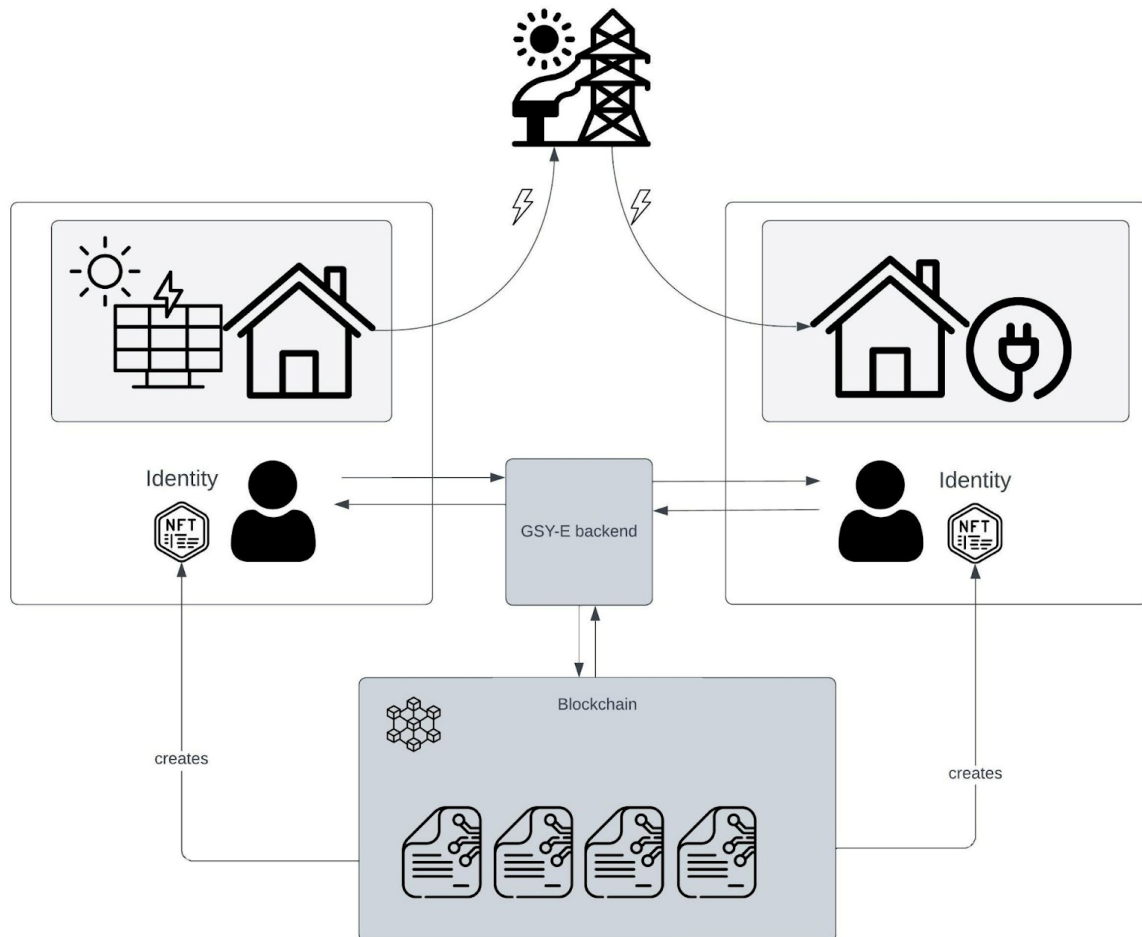 Identity
NFT
GSY-E backend
Identity
NFT
Blockchain
creates
creates